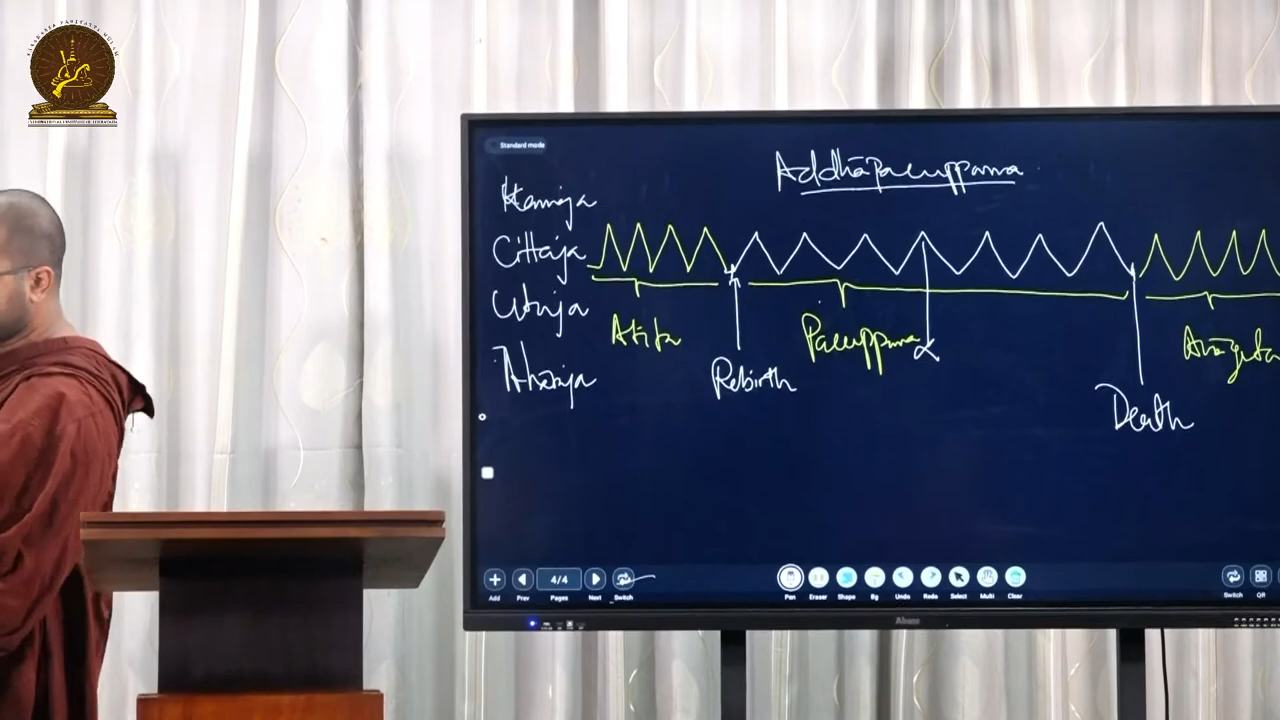 Standard mode
Addhāpaccuppanna
Kammaja
Cittaja
Utuja
Āhāraja
Atīta
Rebirth
Paccuppanna
Death
Anāgata
4/4
Add
Prev
Pages
Next
Switch
Pen
Eraser
Shape
Bg
Undo
Redo
Select
Multi
Clear
Switch
QR